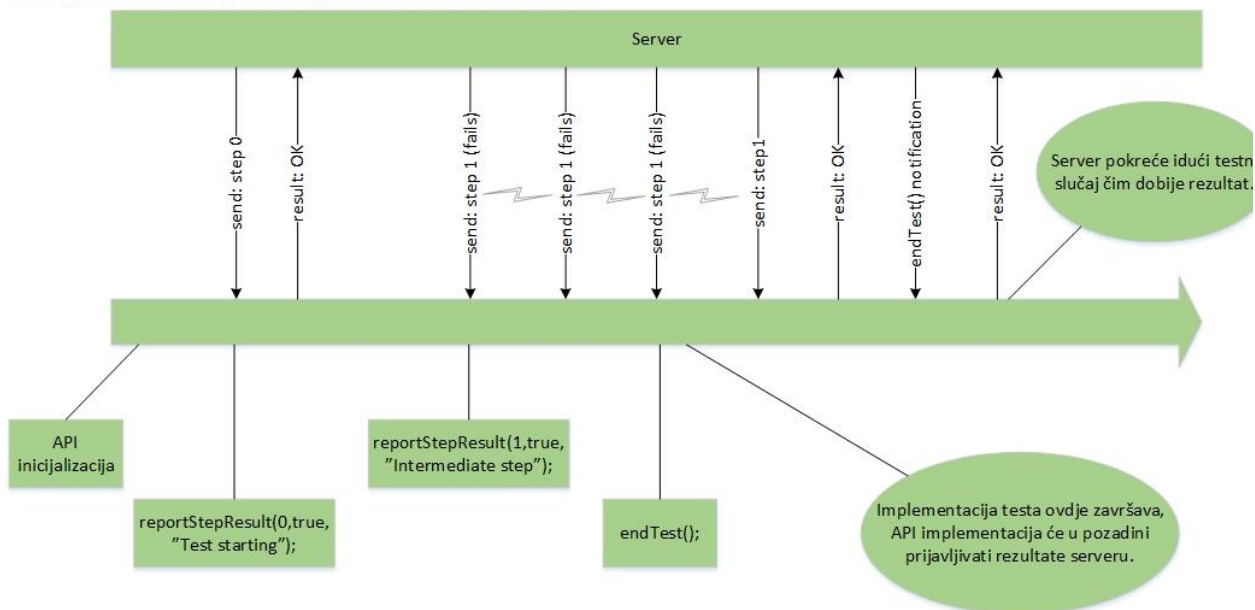 Server
send: step 0
result: OK
send: step 1 (fails)
send: step 1 (fails)
send: step 1 (fails)
send: step1
result: OK
endTest() notification
result: OK
Server pokreće idući testn
slučaj čim dobije rezultat.
API
inicijalizacija
reportStepResult(0,true,
”Test starting”);
reportStepResult(1,true,
”Intermediate step”);
endTest();
Implementacija testa ovdje završava,
API implementacija će u pozadini
prijavljivati rezultate serveru.